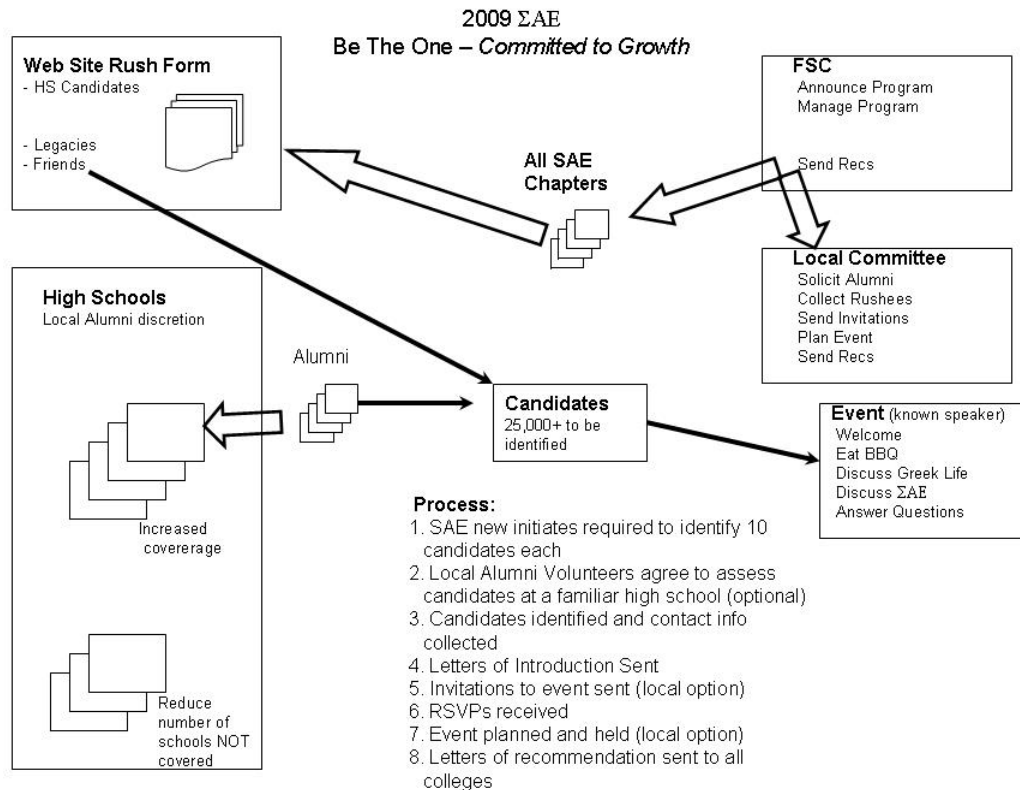 2009 ΣΑΕ
Be The One – Committed to Growth
Web Site Rush Form
- HS Candidates
- Legacies
- Friends
All SAE
Chapters
FSC
Announce Program
Manage Program
Send Recs
Local Committee
Solicit Alumni
Collect Rushees
Send Invitations
Plan Event
Send Recs
High Schools
Local Alumni discretion
Alumni
Increased
covererage
Reduce
number of
schools NOT
covered
Candidates
25,000+ to be
identified
Event (known speaker)
Welcome
Eat BBQ
Discuss Greek Life
Discuss ΣΑΕ
Answer Questions
Process:
1. SAE new initiates required to identify 10
candidates each
2. Local Alumni Volunteers agree to assess
candidates at a familiar high school (optional)
3. Candidates identified and contact info
collected
4. Letters of Introduction Sent
5. Invitations to event sent (local option)
6. RSVPs received
7. Event planned and held (local option)
8. Letters of recommendation sent to all
colleges